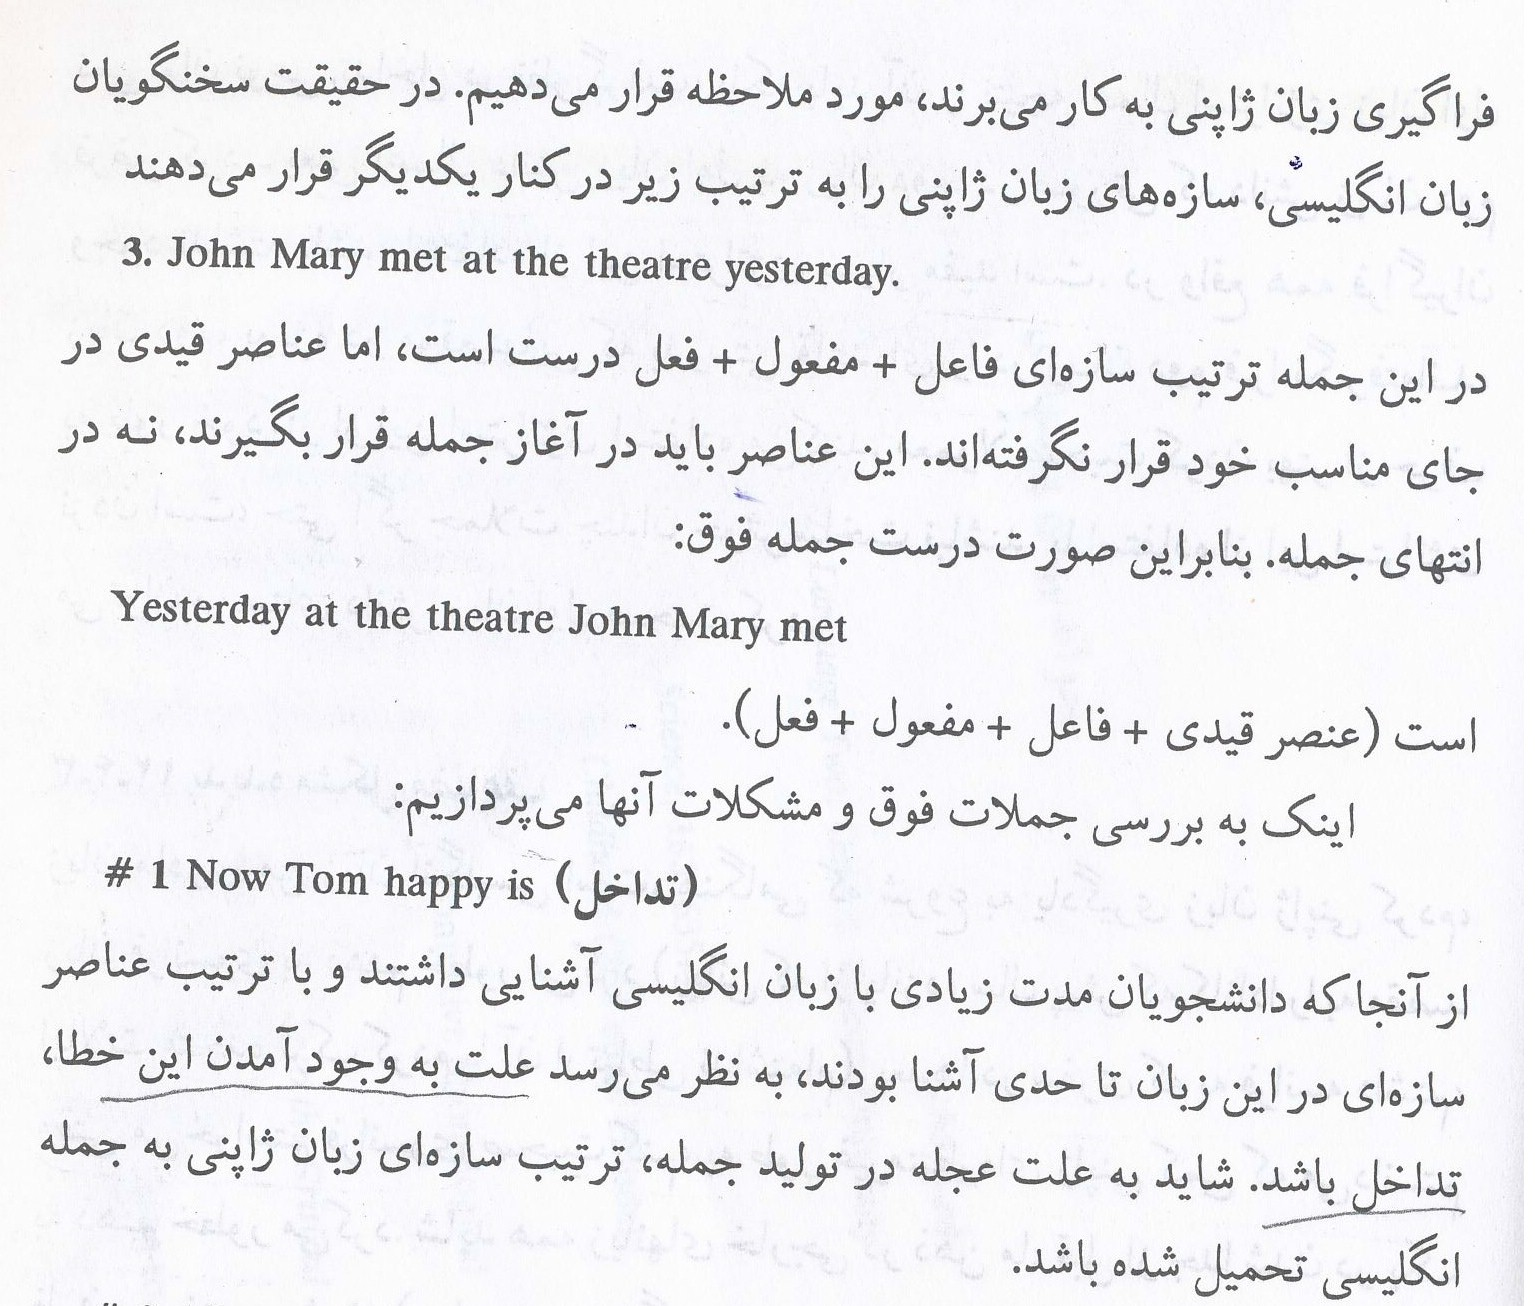 فراگیری زبان ژاپنی به کار می‌برند، مورد ملاحظه قرار می‌دهیم. در حقیقت سخنگویان
زبان انگلیسی، سازه‌های زبان ژاپنی را به ترتیب زیر در کنار یکدیگر قرار می‌دهند
3. John Mary met at the theatre yesterday.
در این جمله ترتیب سازه‌ای فاعل + مفعول + فعل درست است، اما عناصر قیدی در
جای مناسب خود قرار نگرفته‌اند. این عناصر باید در آغاز جمله قرار بگیرند، نه در
انتهای جمله. بنابراین صورت درست جمله فوق:
Yesterday at the theatre John Mary met
است (عنصر قیدی + فاعل + مفعول + فعل).
اینک به بررسی جملات فوق و مشکلات آنها می‌پردازیم:
# 1 Now Tom happy is (تداخل)
از آنجا که دانشجویان مدت زیادی با زبان انگلیسی آشنایی داشتند و با ترتیب عناصر
سازه‌ای در این زبان تا حدی آشنا بودند، به نظر می‌رسد علت به وجود آمدن این خطا،
تداخل باشد. شاید به علت عجله در تولید جمله، ترتیب سازه‌ای زبان ژاپنی به جمله
انگلیسی تحمیل شده باشد.